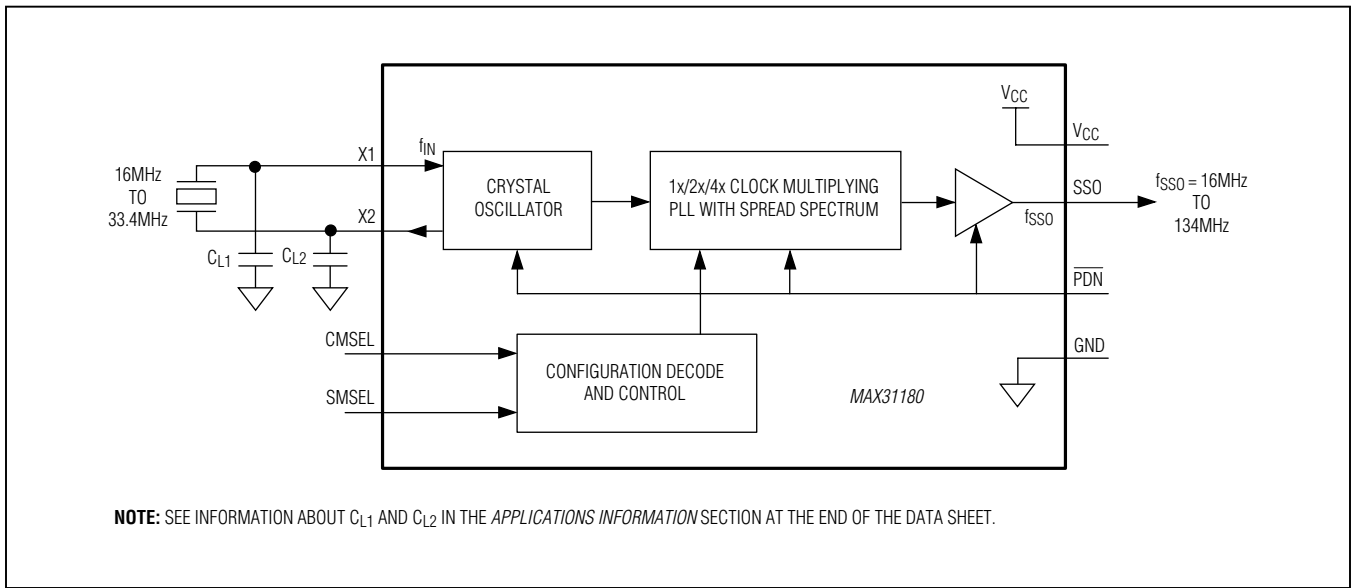 VCC
VCC
X1
fIN
16MHz
TO
33.4MHz
CRYSTAL
OSCILLATOR
1x/2x/4x CLOCK MULTIPLYING
PLL WITH SPREAD SPECTRUM
SSO
fSSO
fSSO = 16MHz
TO
134MHz
X2
CL1
CL2
PDN
CMSEL
SMSEL
CONFIGURATION DECODE
AND CONTROL
GND
MAX31180
NOTE: SEE INFORMATION ABOUT CL1 AND CL2 IN THE APPLICATIONS INFORMATION SECTION AT THE END OF THE DATA SHEET.